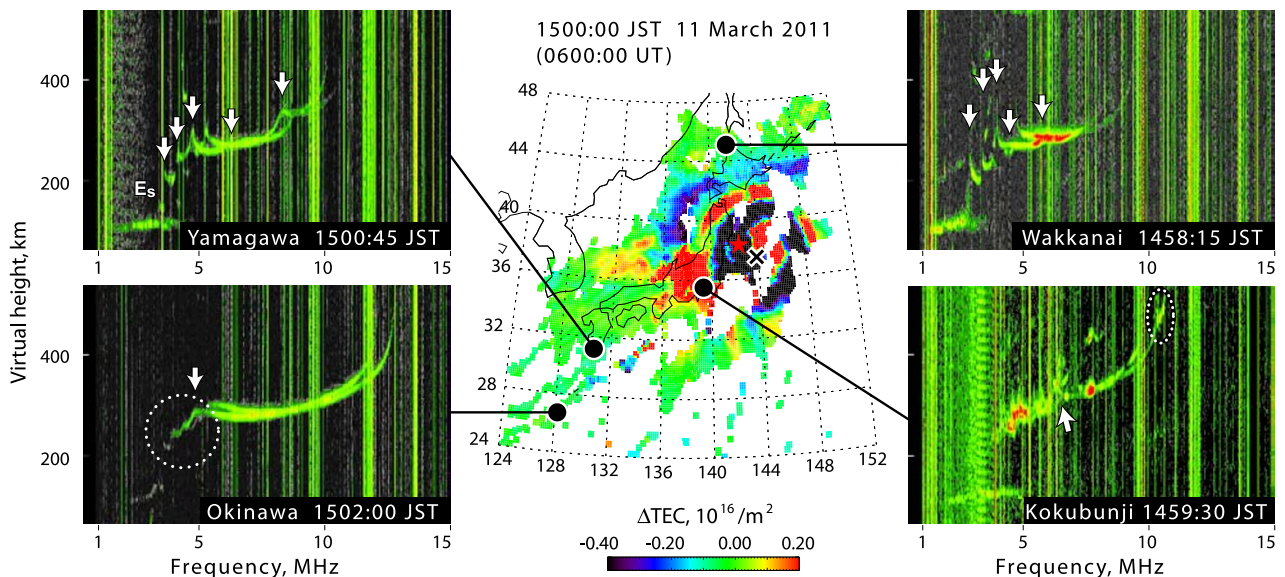 1500:00 JST 11 March 2011
(0600:00 UT)
Virtual height, km
400
200
Es
Yamagawa 1500:45 JST
1 5 10 15
400
200
Okinawa 1502:00 JST
1 5 10 15
Frequency, MHz
48
44
40
36
32
28
24
124 128 132 136 140 144 148 152
ΔTEC, 10¹⁶/m²
-0.40 -0.20 0.00 0.20
Wakkanai 1458:15 JST
1 5 10 15
Kokubunji 1459:30 JST
1 5 10 15
Frequency, MHz